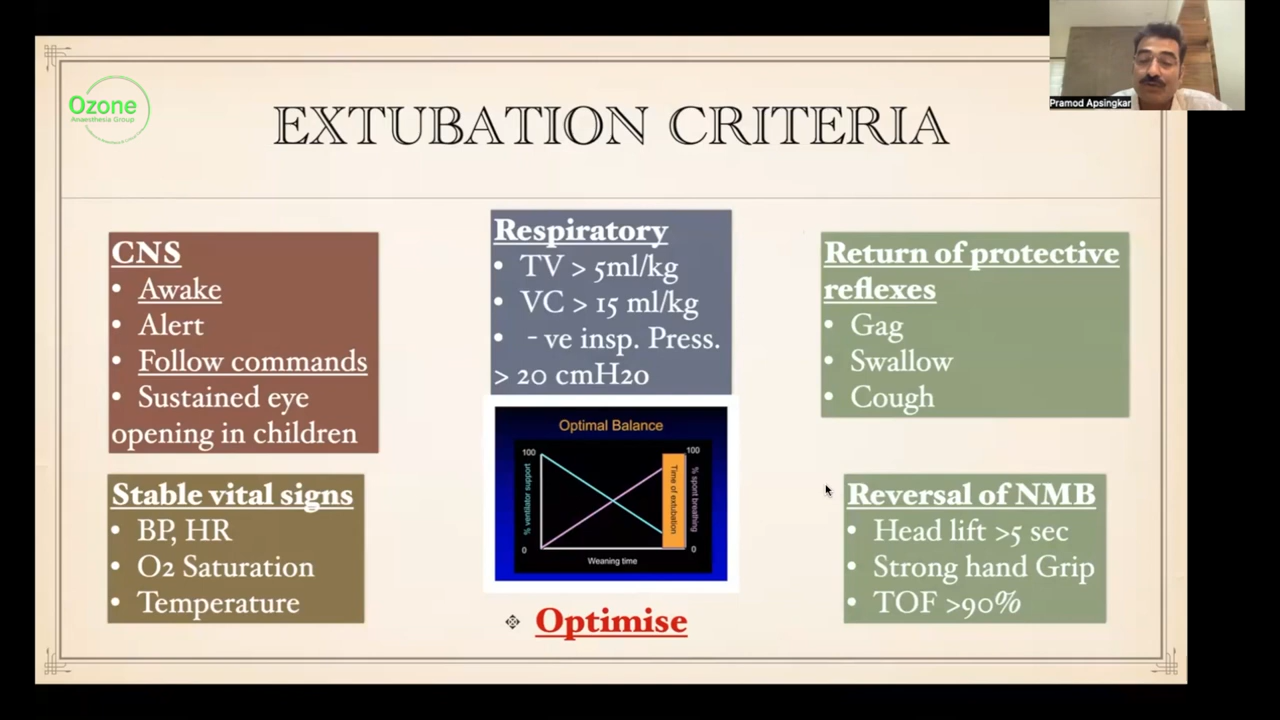 Ozone
Anaesthesia Group
Pramod Apsingkar
EXTUBATION CRITERIA
CNS
• Awake
• Alert
• Follow commands
• Sustained eye
opening in children
Respiratory
• TV > 5ml/kg
• VC > 15 ml/kg
• - ve insp. Press.
> 20 cmH20
Return of protective
reflexes
• Gag
• Swallow
• Cough
Optimal Balance
100
100
% ventilator support
Time of extubation
% spont breathing
0
0
Weaning time
Stable vital signs
• BP, HR
• O2 Saturation
• Temperature
Optimise
Reversal of NMB
• Head lift >5 sec
• Strong hand Grip
• TOF >90%